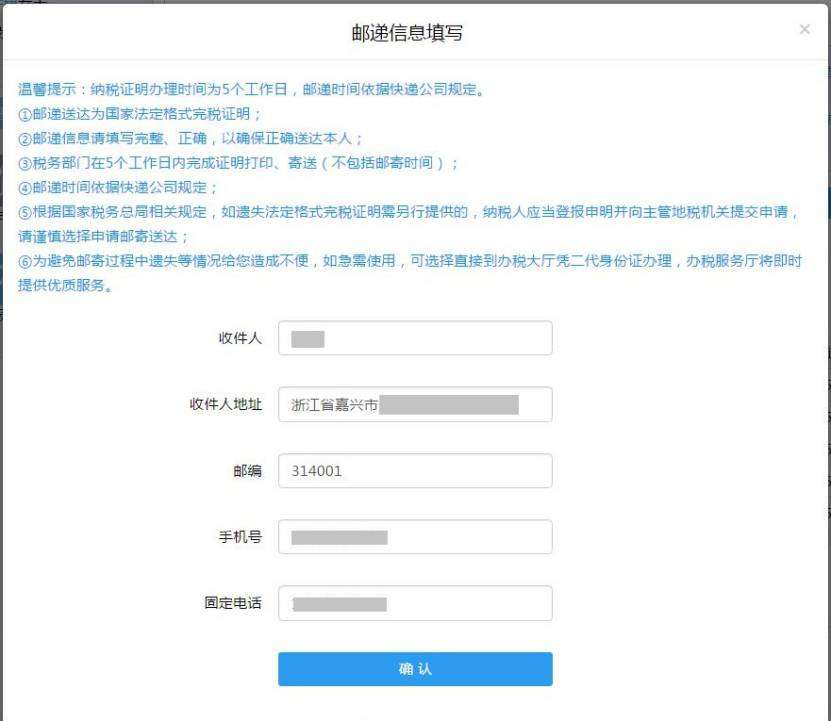 邮递信息填写
×
温馨提示：纳税证明办理时间为5个工作日，邮递时间依据快递公司规定。
①邮递送达为国家法定格式完税证明；
②邮递信息请填写完整、正确，以确保正确送达本人；
③税务部门在5个工作日内完成证明打印、寄送（不包括邮寄时间）；
④邮递时间依据快递公司规定；
⑤根据国家税务总局相关规定，如遗失法定格式完税证明需另行提供的，纳税人应当登报申明并向主管地税机关提交申请，
请谨慎选择申请邮寄送达；
⑥为避免邮寄过程中遗失等情况给您造成不便，如急需使用，可选择直接到办税大厅凭二代身份证办理，办税服务厅将即时
提供优质服务。
收件人
收件人地址 浙江省嘉兴市
邮编 314001
手机号
固定电话
确 认